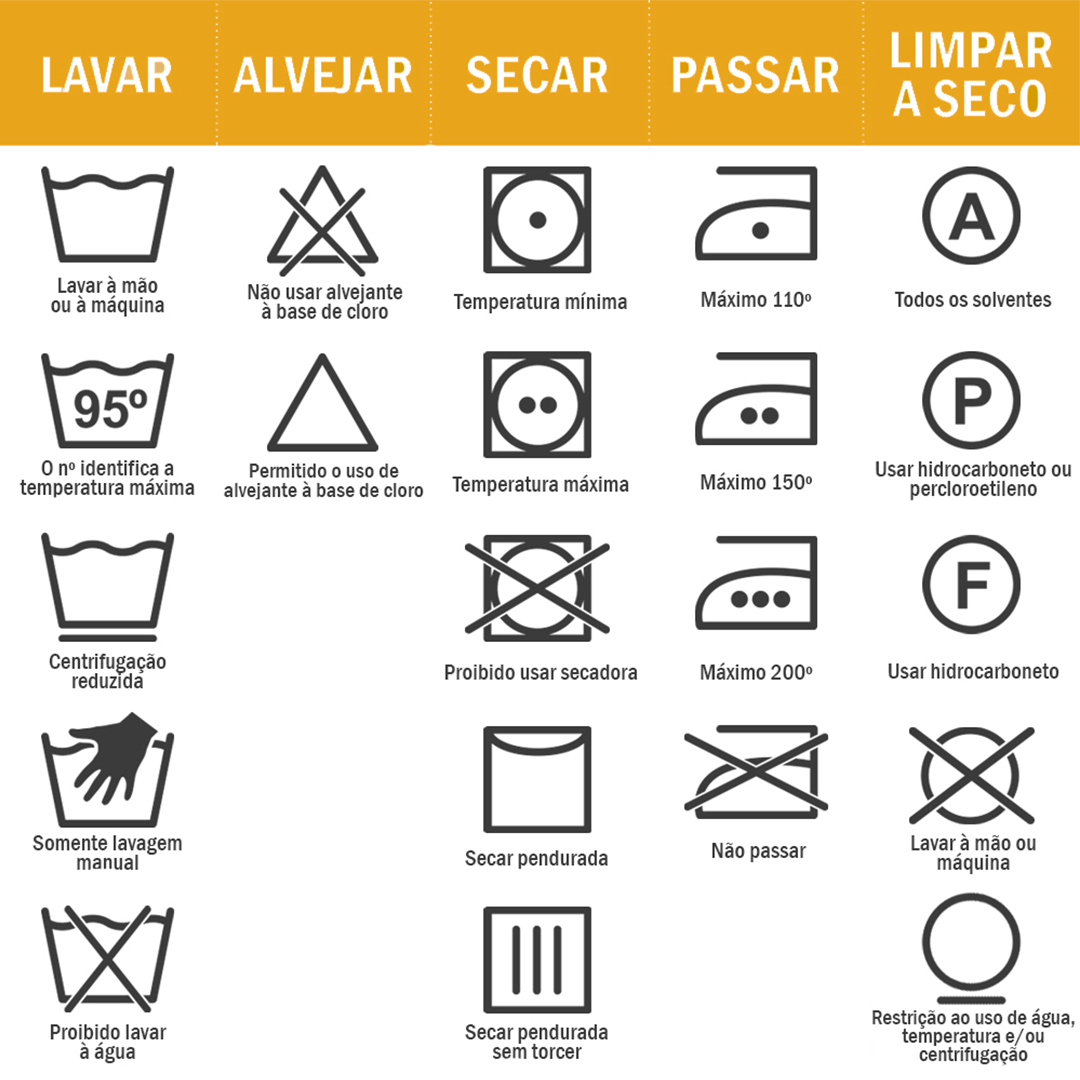 LAVAR
ALVEJAR
SECAR
PASSAR
LIMPAR
A SECO
Lavar à mão
ou à máquina
Não usar alvejante
à base de cloro
Temperatura mínima
Máximo 110º
A
Todos os solventes
95º
O nº identifica a
temperatura máxima
Permitido o uso de
alvejante à base de cloro
Temperatura máxima
Máximo 150º
P
Usar hidrocarboneto ou
percloroetileno
Centrifugação
reduzida
Proibido usar secadora
Máximo 200º
F
Usar hidrocarboneto
Somente lavagem
manual
Secar pendurada
Não passar
Lavar à mão ou
máquina
Proibido lavar
à água
Secar pendurada
sem torcer
Restrição ao uso de água,
temperatura e/ou
centrifugação